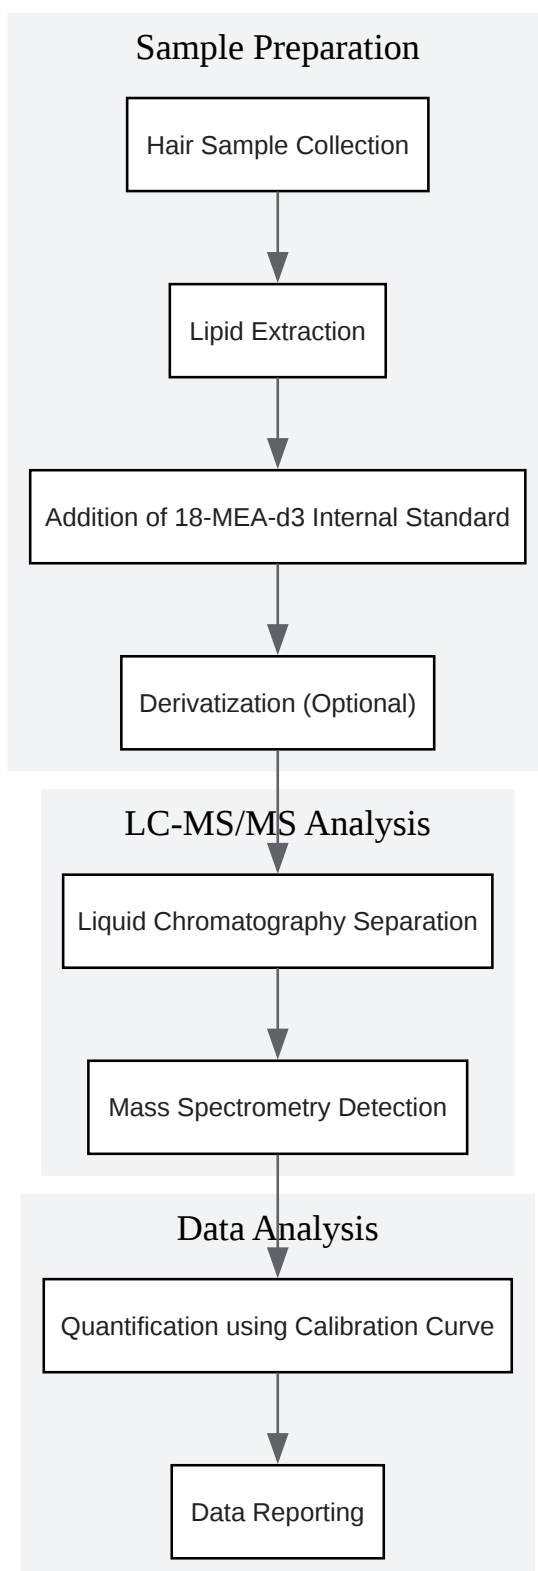 Sample Preparation
Hair Sample Collection
Lipid Extraction
Addition of 18-MEA-d3 Internal Standard
Derivatization (Optional)
LC-MS/MS Analysis
Liquid Chromatography Separation
Mass Spectrometry Detection
Data Analysis
Quantification using Calibration Curve
Data Reporting